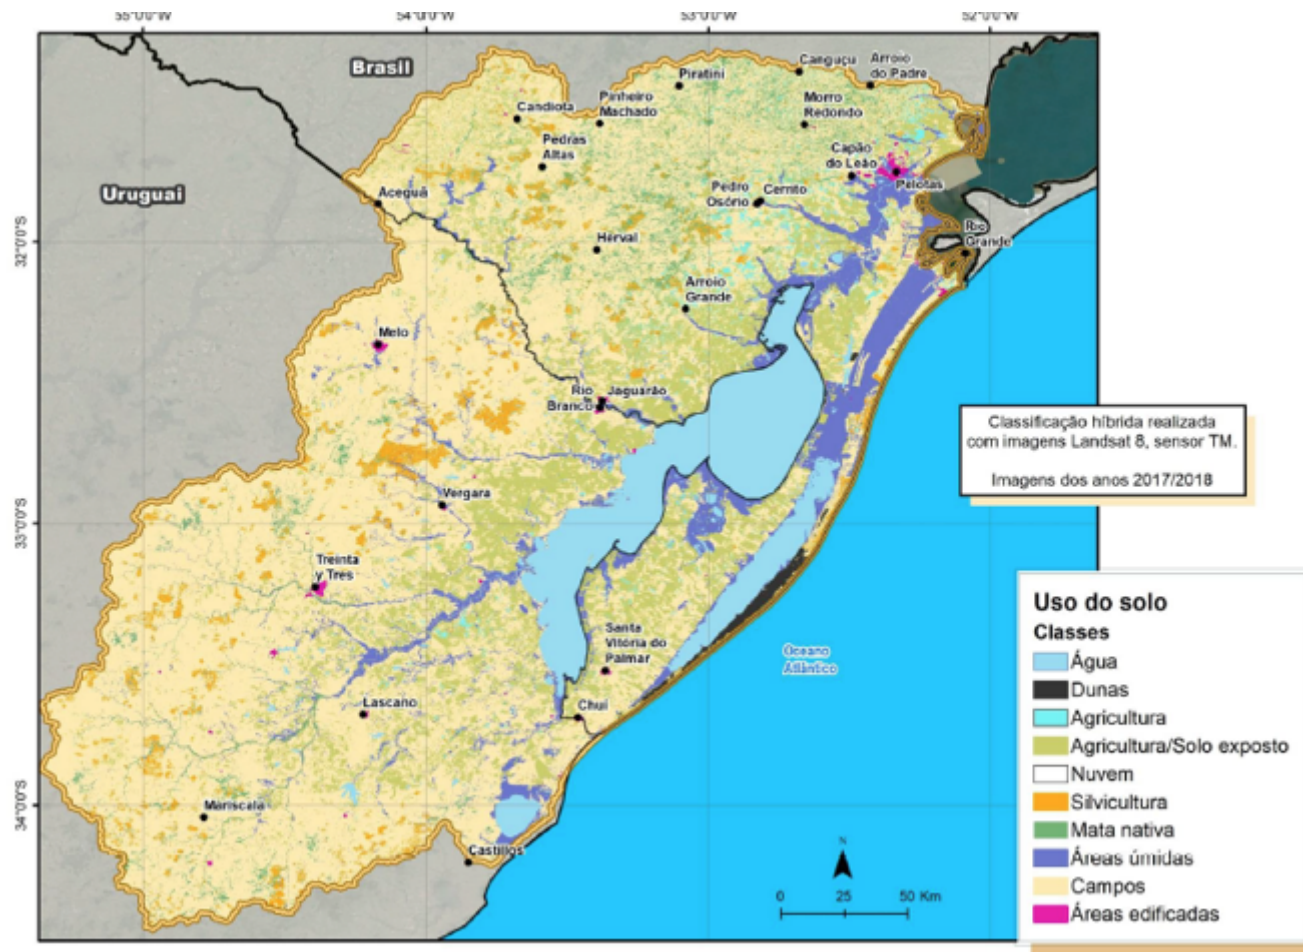 55°0'0"W
54°0'0"W
53°0'0"W
52°0'0"W
Brasil
Uruguai
Canguçu
Arroio
do Padre
Piratini
Pinheiro
Machado
Candiota
Morro
Redondo
Pedras
Altas
Capão
do Leão
Pelotas
Aceguá
Pedro
Osório
Cerrito
Rio
Grande
Herval
Arroio
Grande
32°0'0"S
Melo
Rio
Branco
Jaguarão
Classificação híbrida realizada
com imagens Landsat 8, sensor TM.
Imagens dos anos 2017/2018
Vergara
33°0'0"S
Treinta
y Tres
Santa
Vitória do
Palmar
Oceano
Atlântico
Lascano
Chuí
34°0'0"S
Mariscala
Castillos
N
0 25 50 Km
Uso do solo
Classes
Água
Dunas
Agricultura
Agricultura/Solo exposto
Nuvem
Silvicultura
Mata nativa
Áreas úmidas
Campos
Áreas edificadas